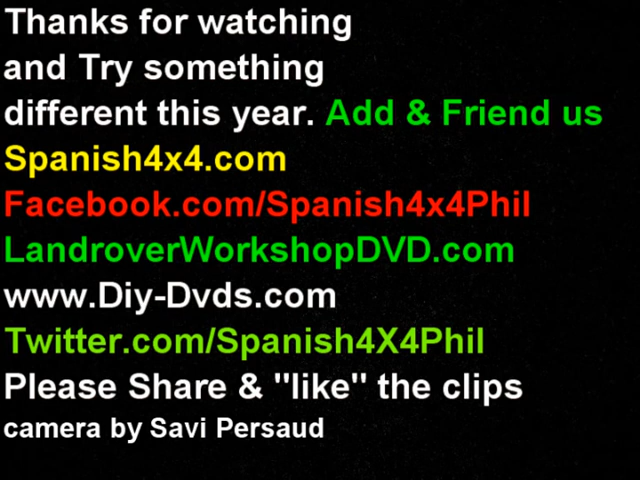 Thanks for watching
and Try something
different this year. Add & Friend us
Spanish4x4.com
Facebook.com/Spanish4x4Phil
LandroverWorkshopDVD.com
www.Diy-Dvds.com
Twitter.com/Spanish4X4Phil
Please Share & "like" the clips
camera by Savi Persaud